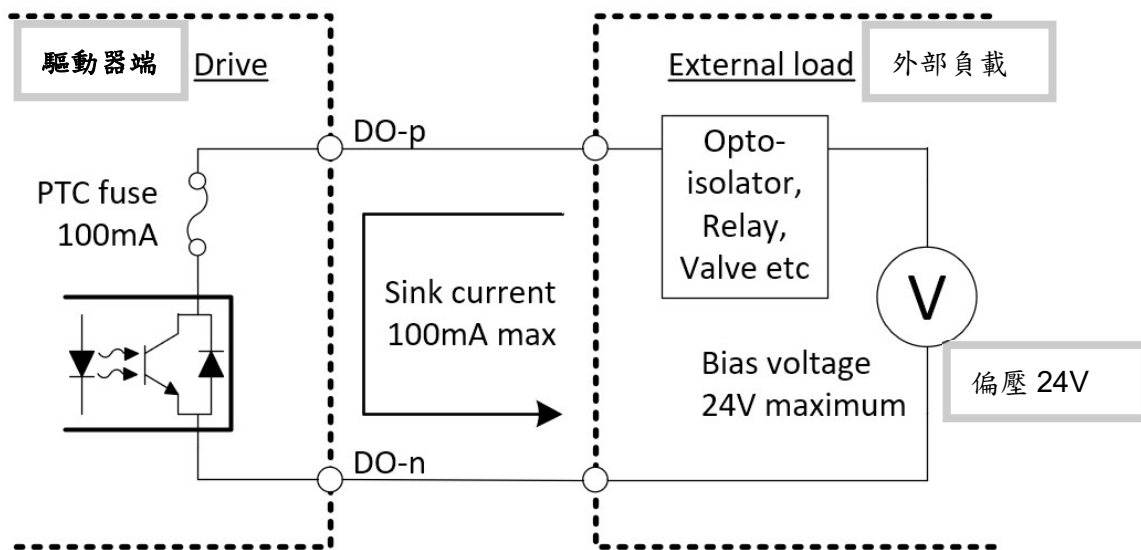 驅動器端 Drive
External load 外部負載
DO-p
PTC fuse
100mA
Opto-
isolator,
Relay,
Valve etc
Sink current
100mA max
V
Bias voltage
24V maximum
偏壓 24V
DO-n